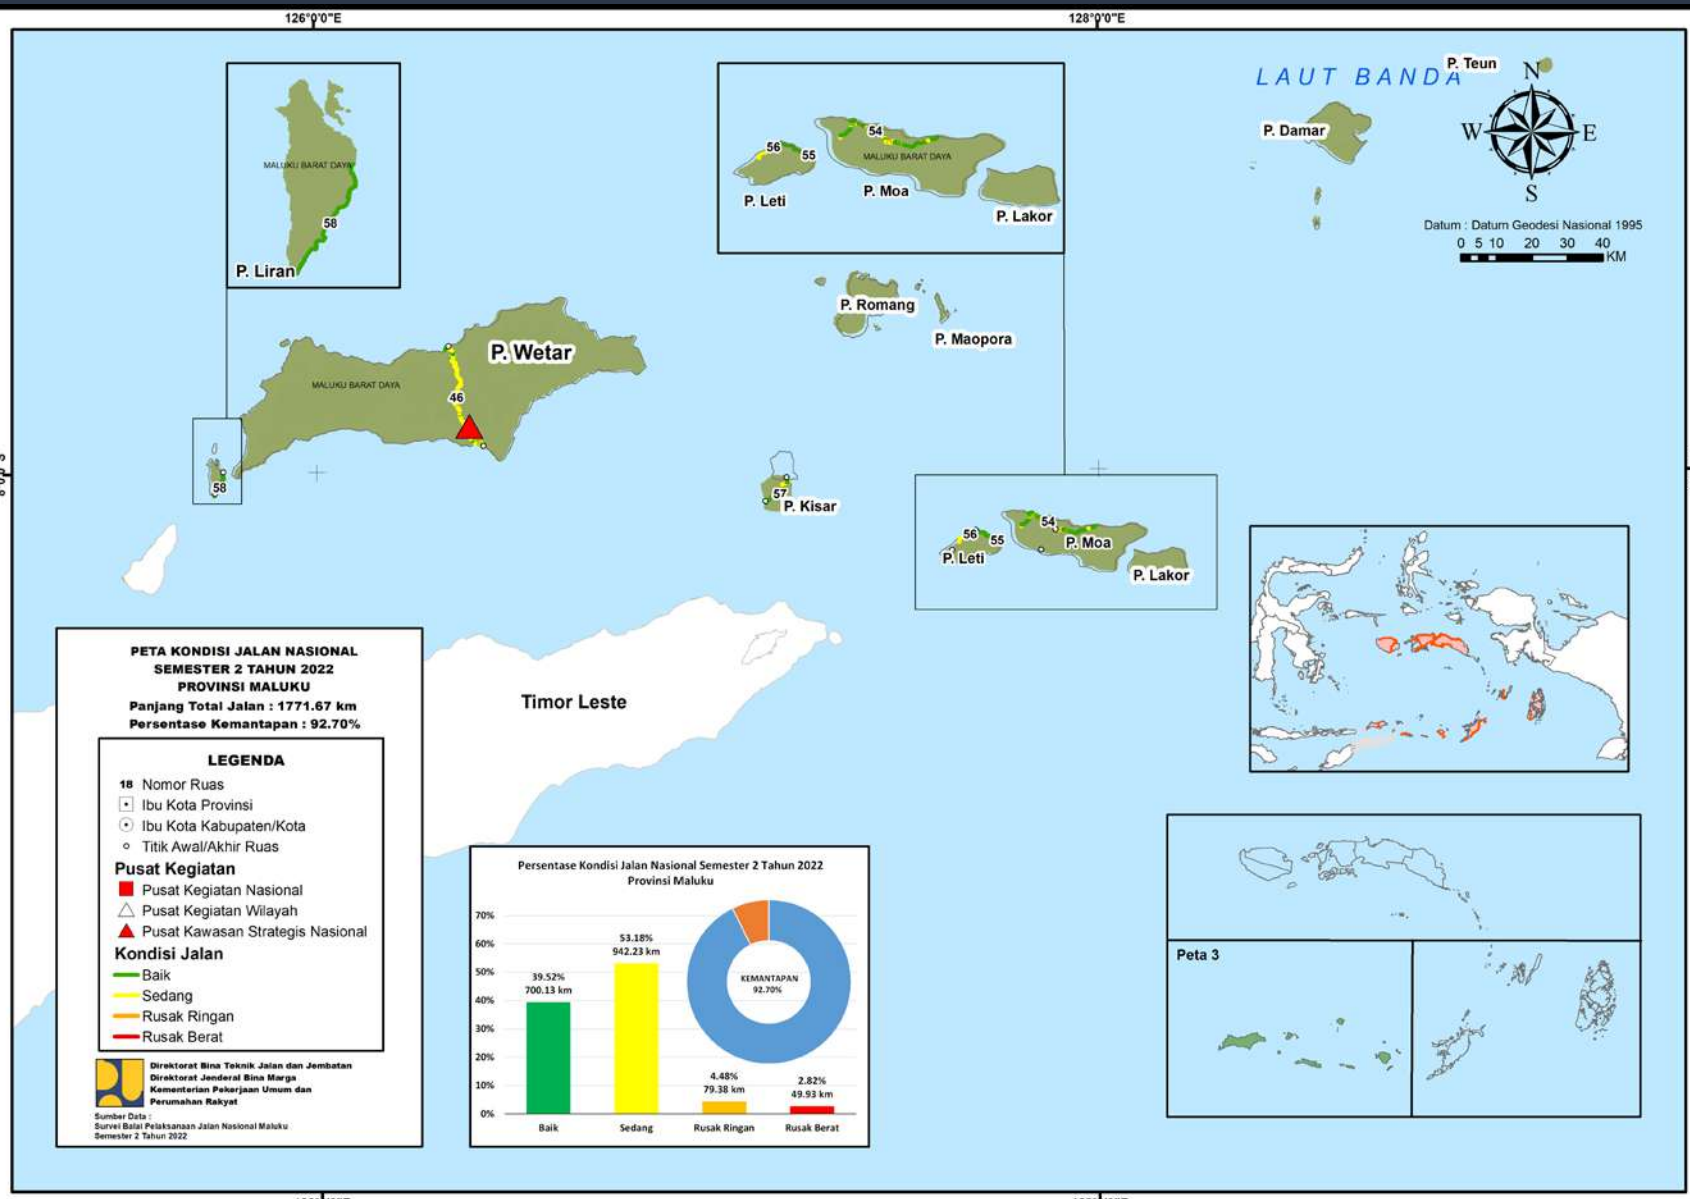 126°0'0"E
128°0'0"E
LAUT BANDA
P. Teun
N
W
E
S
P. Damar
Datum : Datum Geodesi Nasional 1995
0 5 10 20 30 40
KM
MALUKU BARAT DAYA
58
P. Liran
54
56
55
MALUKU BARAT DAYA
P. Leti
P. Moa
P. Lakor
P. Romang
P. Maopora
P. Wetar
MALUKU BARAT DAYA
46
58
57
P. Kisar
54
56
55
P. Moa
P. Leti
P. Lakor
Timor Leste
PETA KONDISI JALAN NASIONAL
SEMESTER 2 TAHUN 2022
PROVINSI MALUKU
Panjang Total Jalan : 1771.67 km
Persentase Kemantapan : 92.70%
LEGENDA
18 Nomor Ruas
Ibu Kota Provinsi
Ibu Kota Kabupaten/Kota
Titik Awal/Akhir Ruas
Pusat Kegiatan
Pusat Kegiatan Nasional
Pusat Kegiatan Wilayah
Pusat Kawasan Strategis Nasional
Kondisi Jalan
Baik
Sedang
Rusak Ringan
Rusak Berat
Direktorat Bina Teknik Jalan dan Jembatan
Direktorat Jenderal Bina Marga
Kementerian Pekerjaan Umum dan
Perumahan Rakyat
Sumber Data :
Survei Balai Pelaksanaan Jalan Nasional Maluku
Semester 2 Tahun 2022
Persentase Kondisi Jalan Nasional Semester 2 Tahun 2022
Provinsi Maluku
70%
60%
50%
40%
30%
20%
10%
0%
39.52%
700.13 km
53.18%
942.23 km
4.48%
79.38 km
2.82%
49.93 km
KEMANTAPAN
92.70%
Baik
Sedang
Rusak Ringan
Rusak Berat
Peta 3